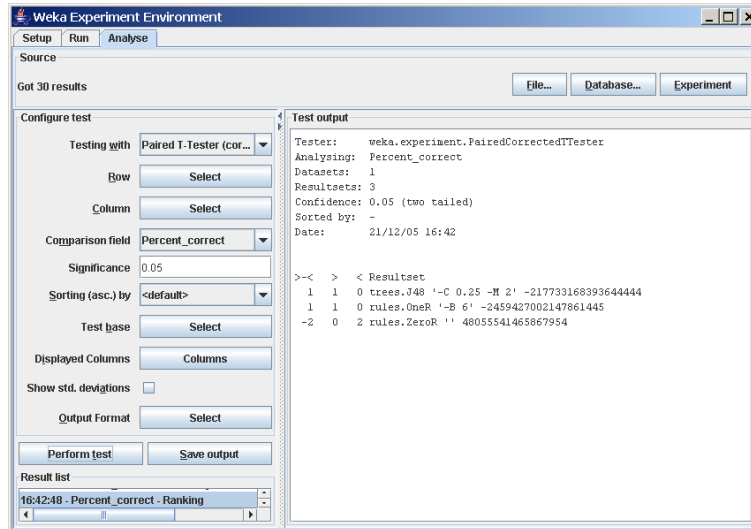 Weka Experiment Environment
Setup Run Analyse
Source
Got 30 results
File... Database... Experiment
Configure test
Testing with Paired T-Tester (cor...
Row Select
Column Select
Comparison field Percent_correct
Significance 0.05
Sorting (asc.) by <default>
Test base Select
Displayed Columns Columns
Show std. deviations
Output Format Select
Perform test Save output
Result list
16:42:48 - Percent_correct - Ranking
Test output
Tester: weka.experiment.PairedCorrectedTTester
Analysing: Percent_correct
Datasets: 1
Resultsets: 3
Confidence: 0.05 (two tailed)
Sorted by: -
Date: 21/12/05 16:42
>-< > < Resultset
1 1 0 trees.J48 '-C 0.25 -M 2' -217733168393644444
1 1 0 rules.OneR '-B 6' -2459427002147861445
-2 0 2 rules.ZeroR '' 48055541465867954